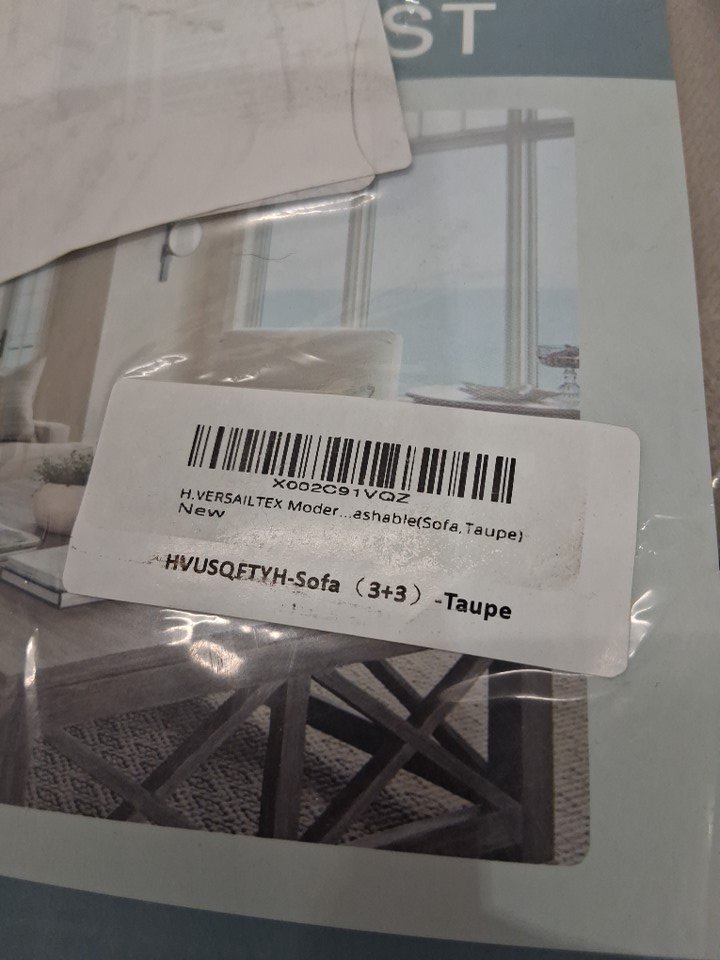 ST
X002C91VQZ
H.VERSAILTEX Moder...ashable(Sofa,Taupe)
New
HVUSQFTYH-Sofa（3+3）-Taupe